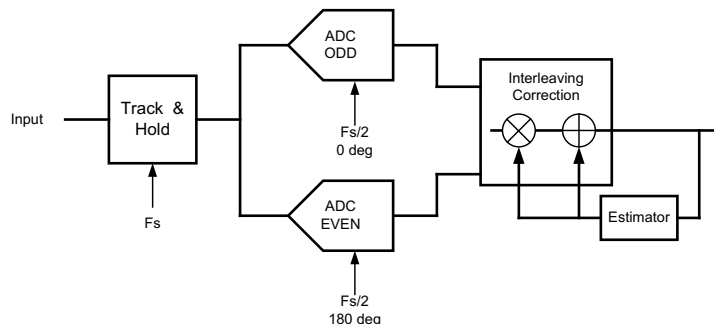 Input
Track & Hold
Fs
ADC
ODD
Fs/2
0 deg
ADC
EVEN
Fs/2
180 deg
Interleaving
Correction
Estimator